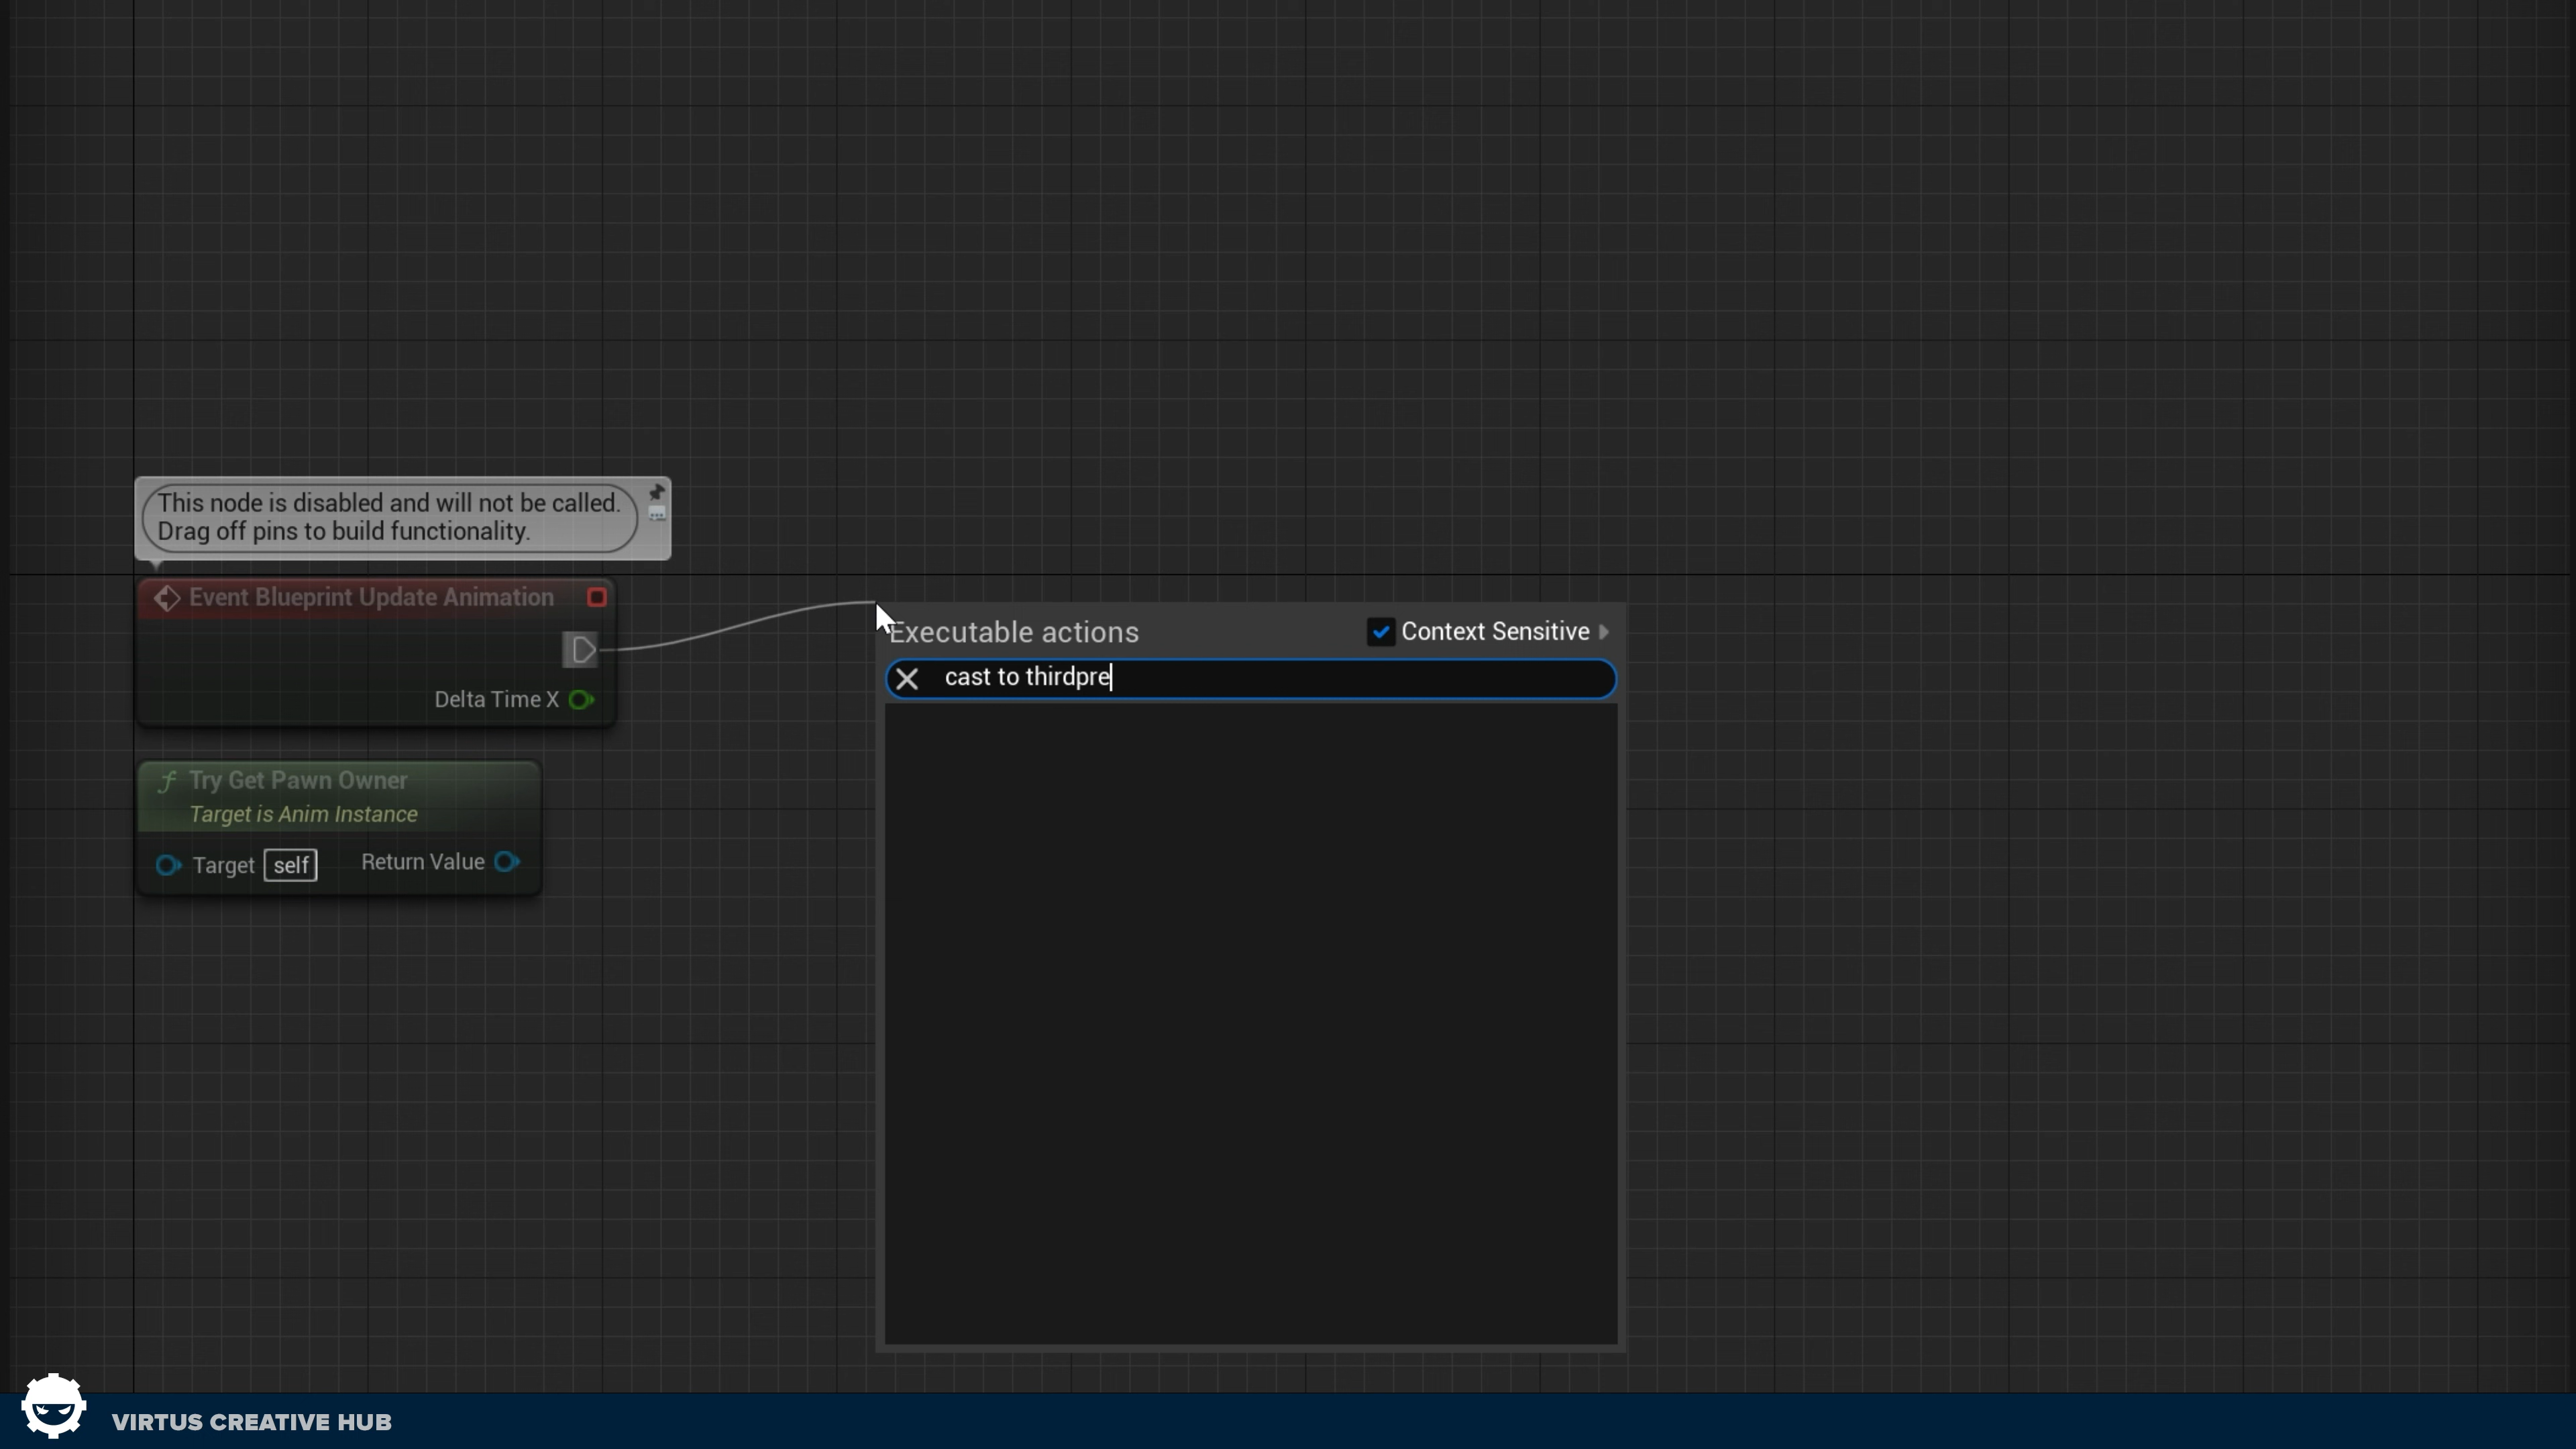 This node is disabled and will not be called.
Drag off pins to build functionality.
Event Blueprint Update Animation
Delta Time X
Try Get Pawn Owner
Target is Anim Instance
Target self Return Value
Executable actions Context Sensitive
cast to thirdpre
VIRTUS CREATIVE HUB